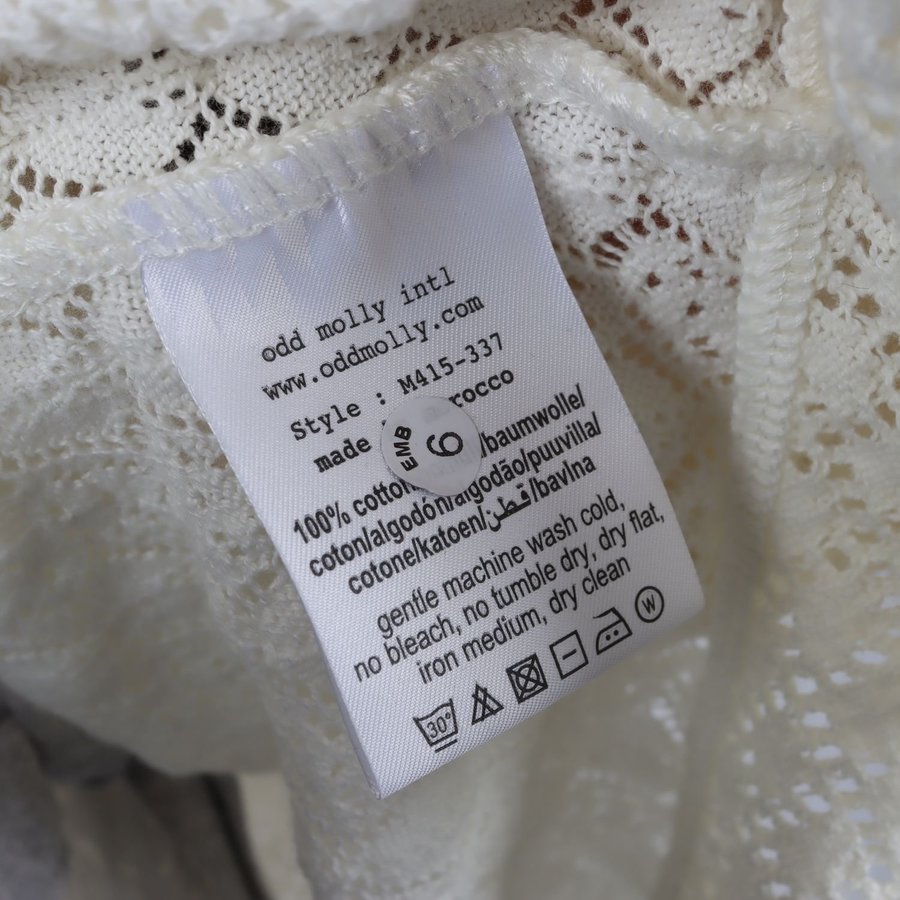 odd molly intl
www.oddmolly.com
Style : M415-337
made
EMB
6
100%
/baumwolle/
coton/algodón/algodão/puuvilla/
cotone/katoen/قطن/bavlna
gentle machine wash cold,
no bleach, no tumble dry, dry flat,
iron medium, dry clean
30°
W